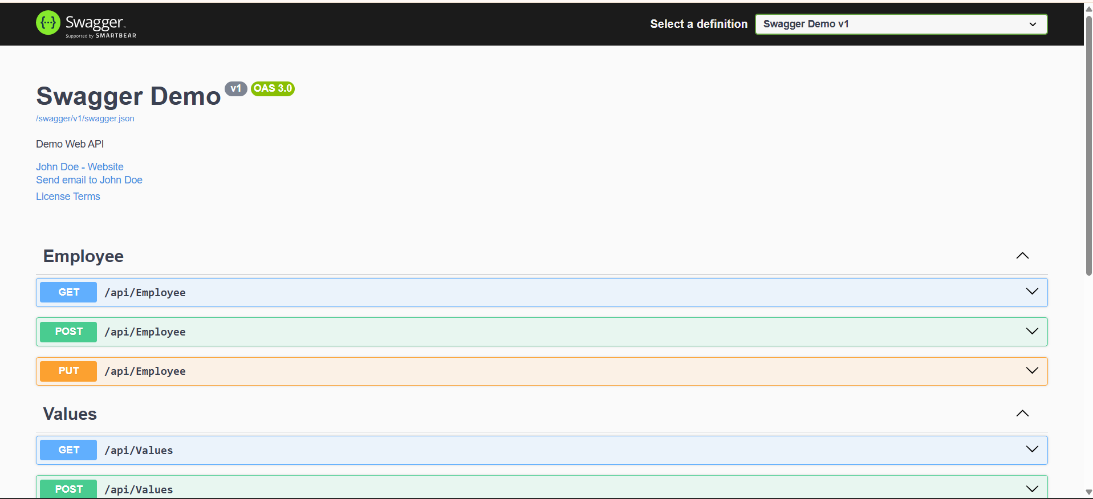 Swagger.
Supported by SMARTBEAR
Select a definition
Swagger Demo v1
Swagger Demo v1 OAS 3.0
/swagger/v1/swagger.json
Demo Web API
John Doe - Website
Send email to John Doe
License Terms
Employee
GET /api/Employee
POST /api/Employee
PUT /api/Employee
Values
GET /api/Values
POST /api/Values